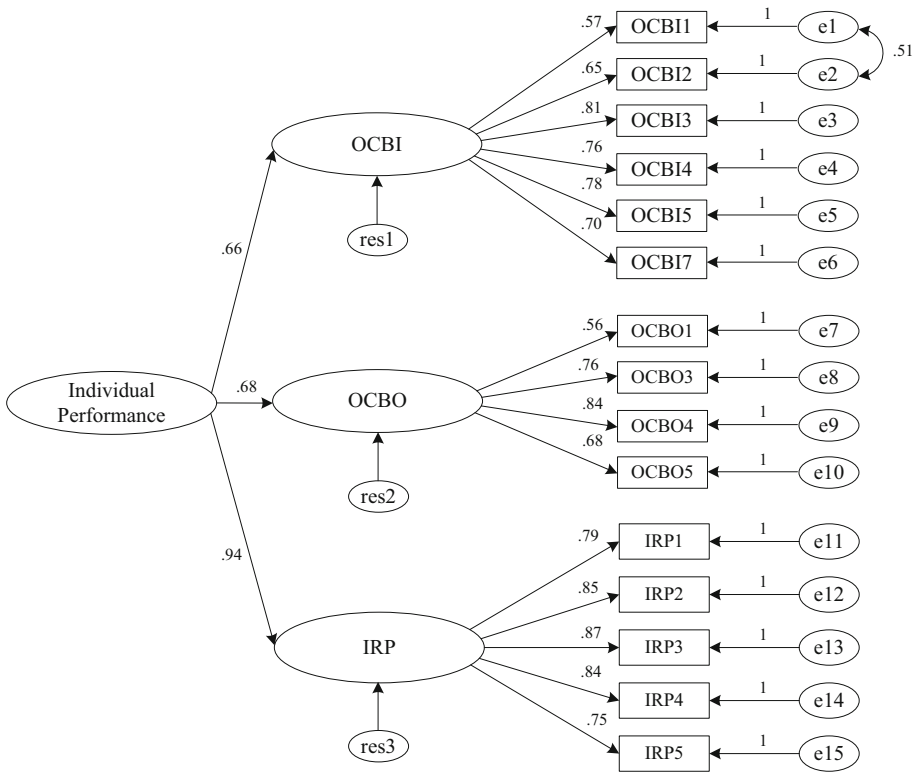 .57
OCBI1
1
e1
.51
.65
OCBI2
1
e2
.81
OCBI3
1
e3
OCBI
.76
OCBI4
1
e4
.78
OCBI5
1
e5
res1
.70
OCBI7
1
e6
.66
.56
OCBO1
1
e7
.76
OCBO3
1
e8
Individual
Performance
.68
OCBO
.84
OCBO4
1
e9
.68
OCBO5
1
e10
res2
.94
.79
IRP1
1
e11
.85
IRP2
1
e12
IRP
.87
IRP3
1
e13
.84
IRP4
1
e14
res3
.75
IRP5
1
e15